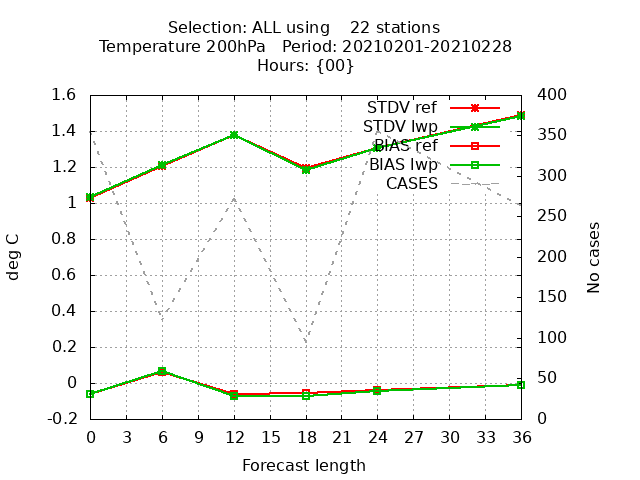 Selection: ALL using    22 stations
Temperature 200hPa   Period: 20210201-20210228
Hours: {00}
1.6
1.4
1.2
1
0.8
0.6
0.4
0.2
0
-0.2
deg C
400
350
300
250
200
150
100
50
0
No cases
STDV ref
STDV lwp
BIAS ref
BIAS lwp
CASES
0 3 6 9 12 15 18 21 24 27 30 33 36
Forecast length